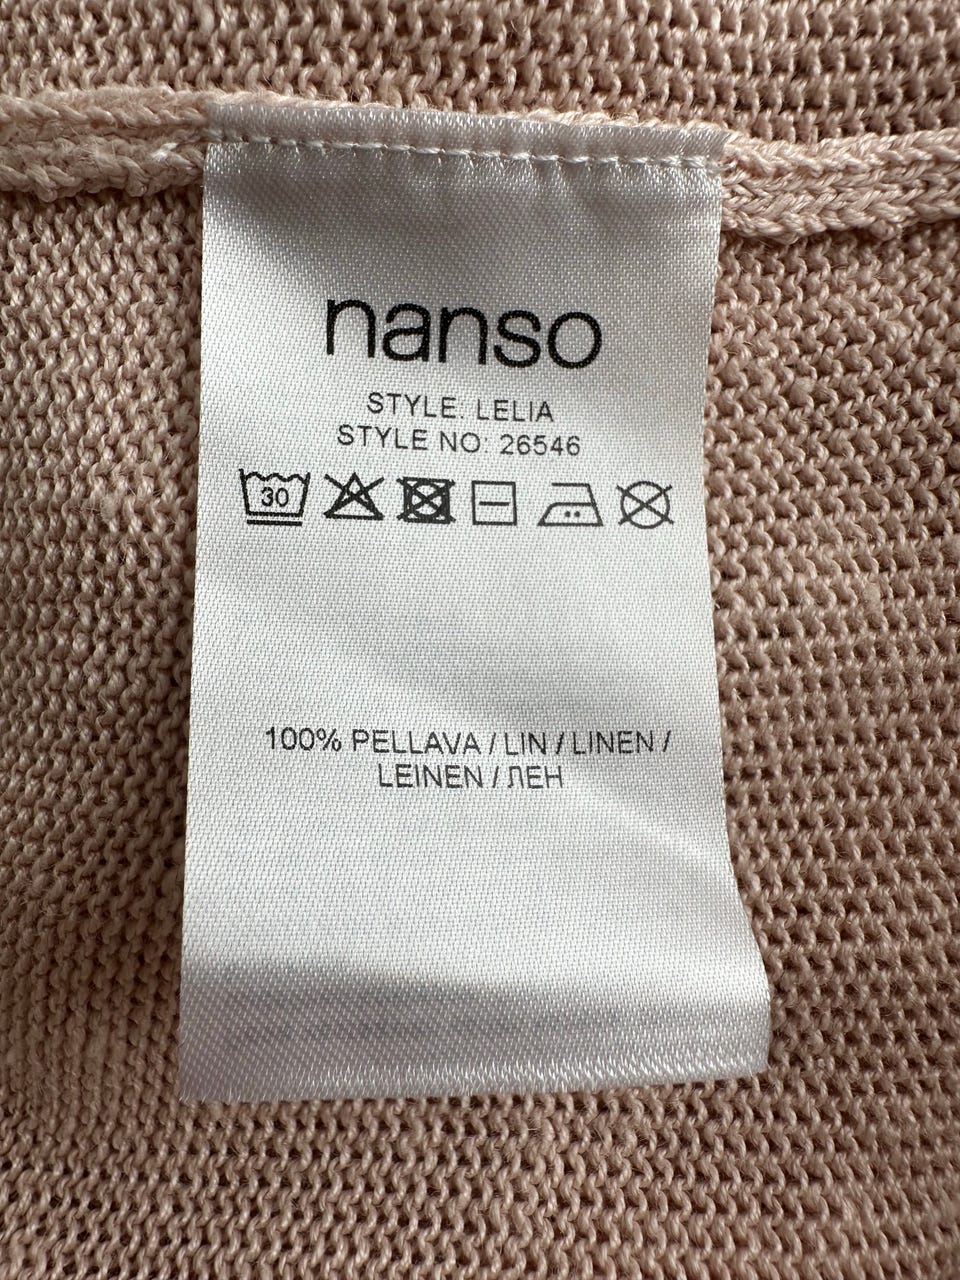 nanso
STYLE. LELIA
STYLE NO. 26546
30
100% PELLAVA / LIN / LINEN /
LEINEN / ЛЕН